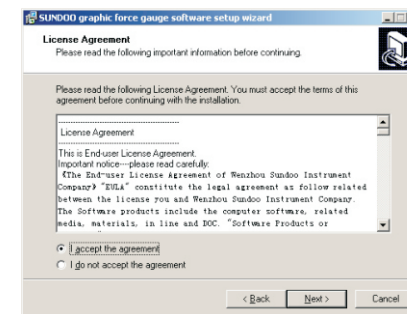 SUNDOO graphic force gauge software setup wizard
License Agreement
Please read the following important information before continuing.
Please read the following License Agreement. You must accept the terms of this
agreement before continuing with the installation.
License Agreement
This is End-user License Agreement.
Important notice---please read carefully:
《The End-user License Agreement of Wenzhou Sundoo Instrument
Company》 "EULA" constitute the legal agreement as follow related
between the license you and Wenzhou Sundoo Instrument Company.
The Software products include the computer software, related
media, materials, in line and DOC. "Software Products or
I accept the agreement
I do not accept the agreement
< Back
Next >
Cancel